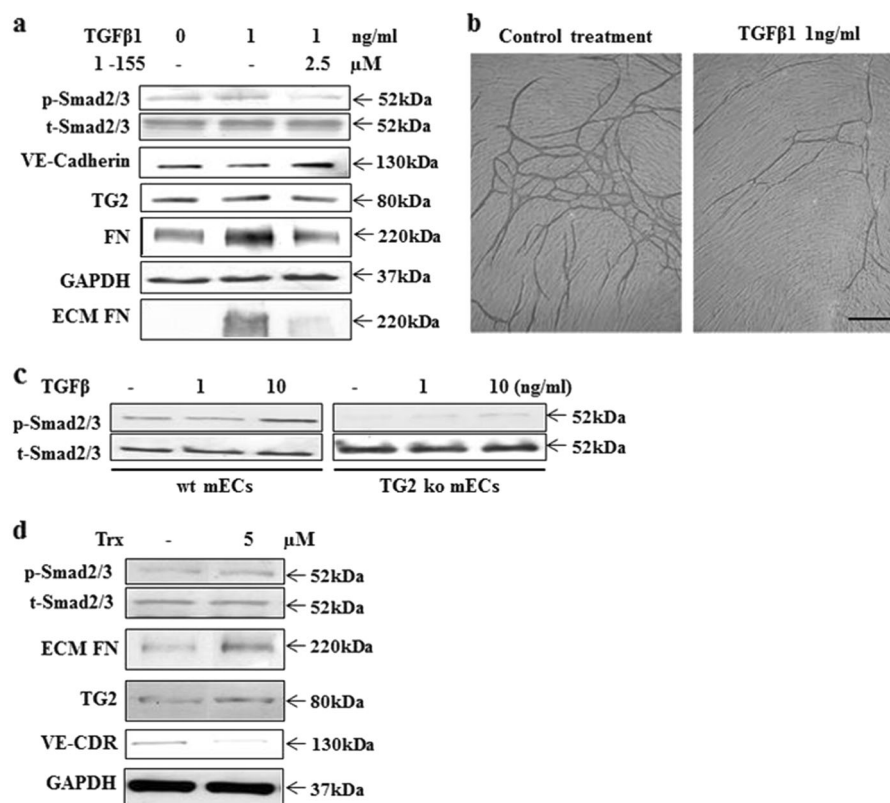 a
TGFβ1 0 1 1 ng/ml
1 -155 - - 2.5 μM
p-Smad2/3 52kDa
t-Smad2/3 52kDa
VE-Cadherin 130kDa
TG2 80kDa
FN 220kDa
GAPDH 37kDa
ECM FN 220kDa
b
Control treatment TGFβ1 1ng/ml
c
TGFβ - 1 10 - 1 10 (ng/ml)
p-Smad2/3 52kDa
t-Smad2/3 52kDa
wt mECs TG2 ko mECs
d
Trx - 5 μM
p-Smad2/3 52kDa
t-Smad2/3 52kDa
ECM FN 220kDa
TG2 80kDa
VE-CDR 130kDa
GAPDH 37kDa